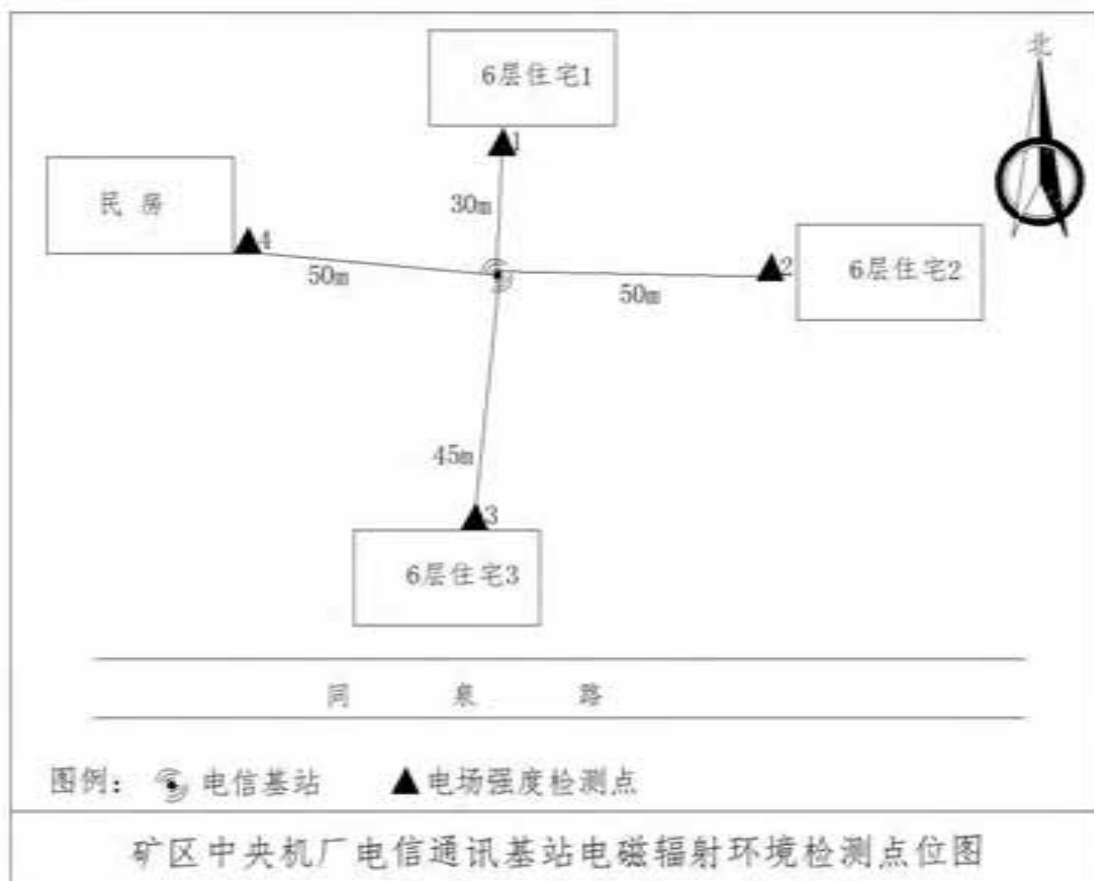 北
6层住宅1
1
民 房
30m
4
2
6层住宅2
50m
50m
45m
3
6层住宅3
同 泉 路
图例： 电信基站 电场强度检测点
矿区中央机厂电信通讯基站电磁辐射环境检测点位图